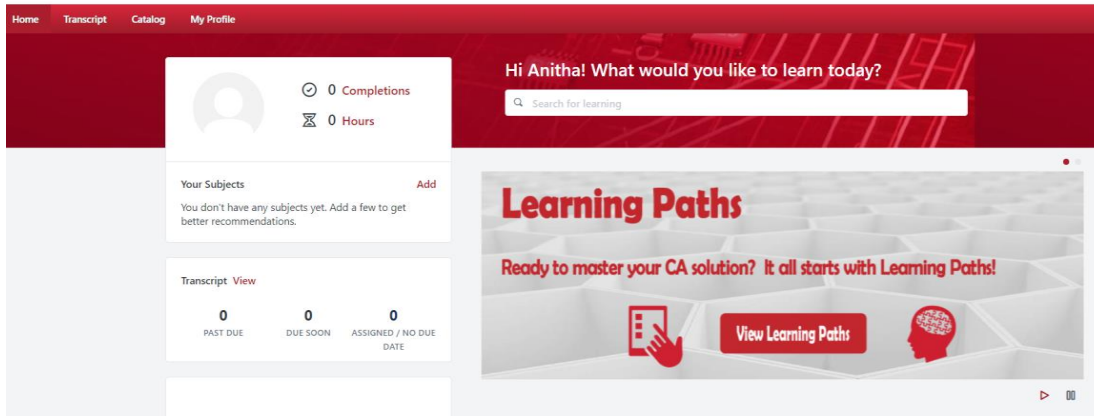 Home Transcript Catalog My Profile
Hi Anitha! What would you like to learn today?
Search for learning
0 Completions
0 Hours
Your Subjects Add
You don't have any subjects yet. Add a few to get
better recommendations.
Transcript View
0 0 0
PAST DUE DUE SOON ASSIGNED / NO DUE
DATE
Learning Paths
Ready to master your CA solution? It all starts with Learning Paths!
View Learning Paths